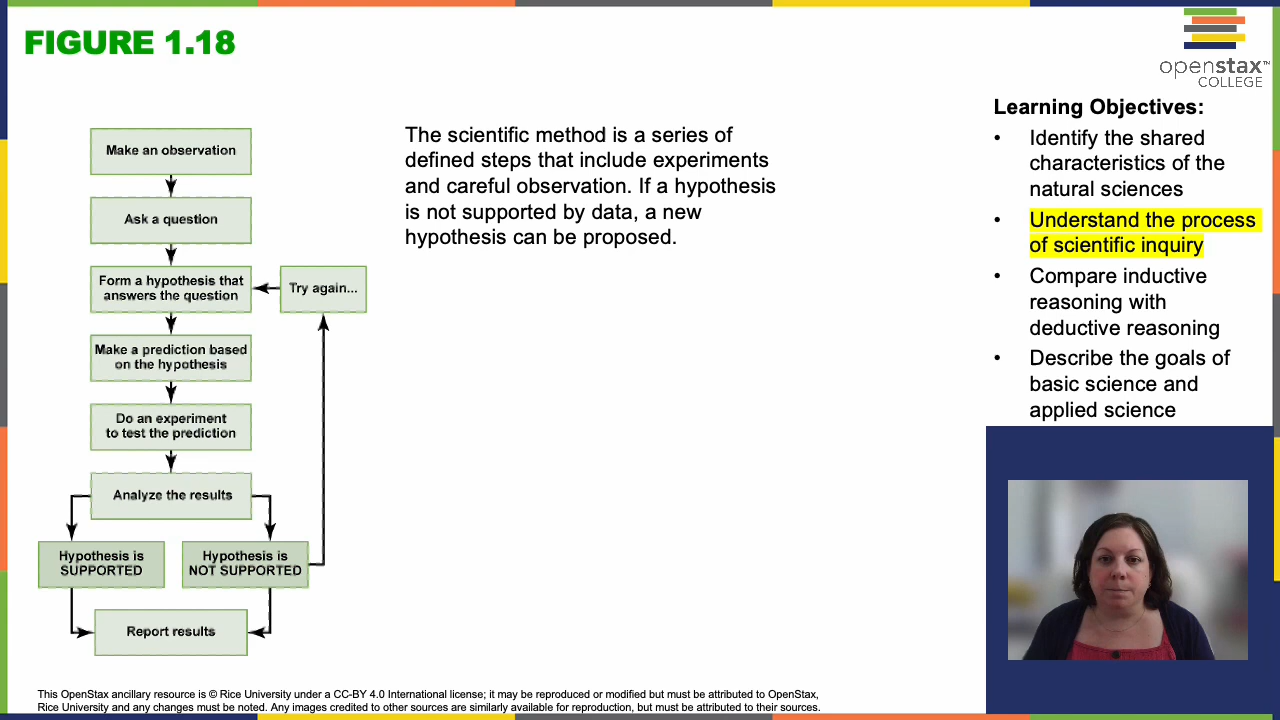 FIGURE 1.18
openstax™
COLLEGE
Make an observation
Ask a question
Form a hypothesis that
answers the question
Try again...
Make a prediction based
on the hypothesis
Do an experiment
to test the prediction
Analyze the results
Hypothesis is
SUPPORTED
Hypothesis is
NOT SUPPORTED
Report results
The scientific method is a series of
defined steps that include experiments
and careful observation. If a hypothesis
is not supported by data, a new
hypothesis can be proposed.
Learning Objectives:
• Identify the shared
characteristics of the
natural sciences
• Understand the process
of scientific inquiry
• Compare inductive
reasoning with
deductive reasoning
• Describe the goals of
basic science and
applied science
This OpenStax ancillary resource is © Rice University under a CC-BY 4.0 International license; it may be reproduced or modified but must be attributed to OpenStax,
Rice University and any changes must be noted. Any images credited to other sources are similarly available for reproduction, but must be attributed to their sources.